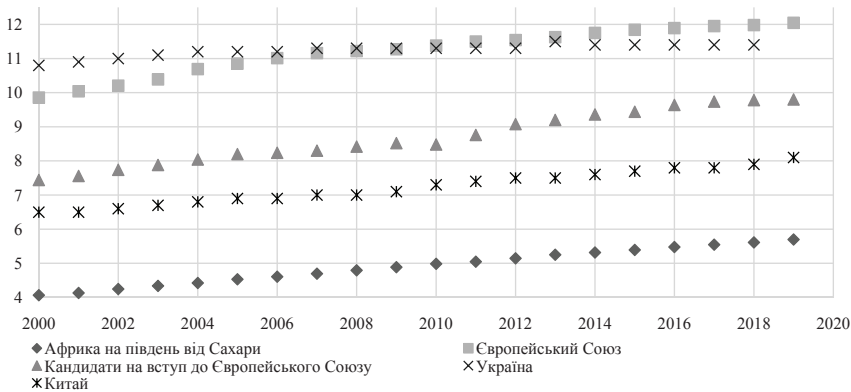 12
11
10
9
8
7
6
5
4
2000 2002 2004 2006 2008 2010 2012 2014 2016 2018 2020
Африка на південь від Сахари Європейський Союз
Кандидати на вступ до Європейського Союзу Україна
Китай